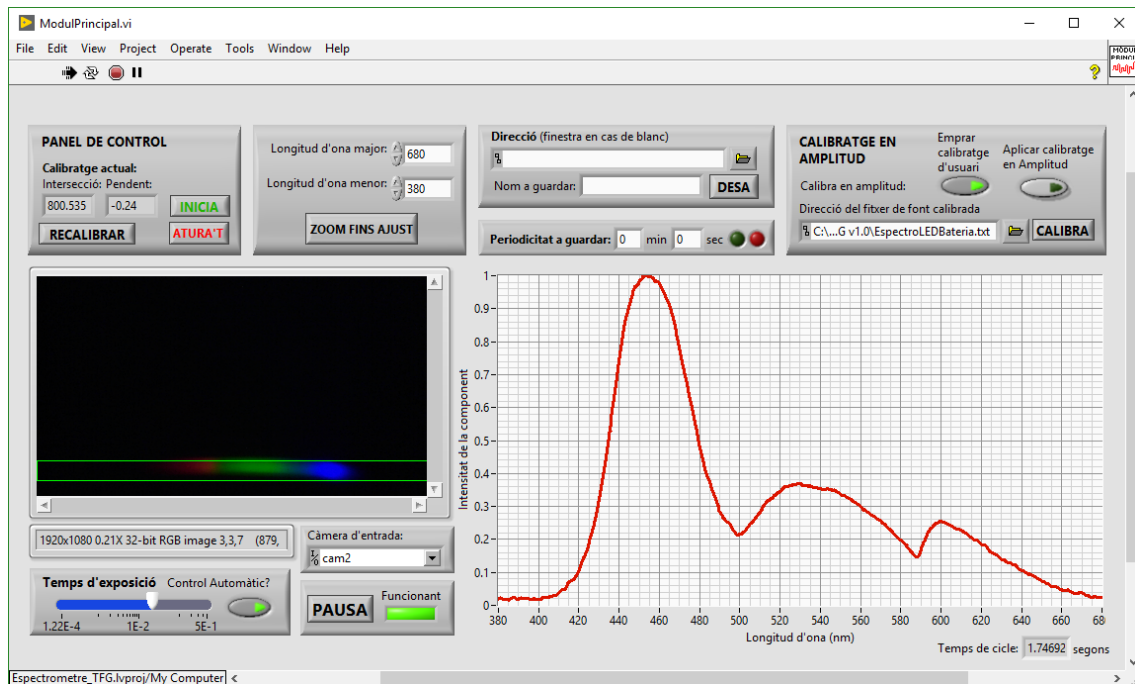 ModulPrincipal.vi
File Edit View Project Operate Tools Window Help
MODUL
PRINCI
PANEL DE CONTROL
Calibratge actual:
Intersecció: Pendent:
800.535 -0.24 INICIA
RECALIBRAR ATURA'T
Longitud d'ona major: 680
Longitud d'ona menor: 380
ZOOM FINS AJUST
Direcció (finestra en cas de blanc)
Nom a guardar: DESA
Periodicitat a guardar: 0 min 0 sec
CALIBRATGE EN
AMPLITUD
Emprar
calibratge
d'usuari
Aplicar calibratge
en Amplitud
Calibra en amplitud:
Direcció del fitxer de font calibrada
C:\...G v1.0\EspectroLEDBateria.txt CALIBRA
1920x1080 0.21X 32-bit RGB image 3,3,7 (879,
Càmera d'entrada:
cam2
Temps d'exposició Control Automàtic?
1.22E-4 1E-2 5E-1
PAUSA
Funcionant
Intensitat de la component
1
0.9
0.8
0.7
0.6
0.5
0.4
0.3
0.2
0.1
0
380 400 420 440 460 480 500 520 540 560 580 600 620 640 660 68
Longitud d'ona (nm)
Temps de cicle: 1.74692 segons
Espectrometre_TFG.lvproj/My Computer